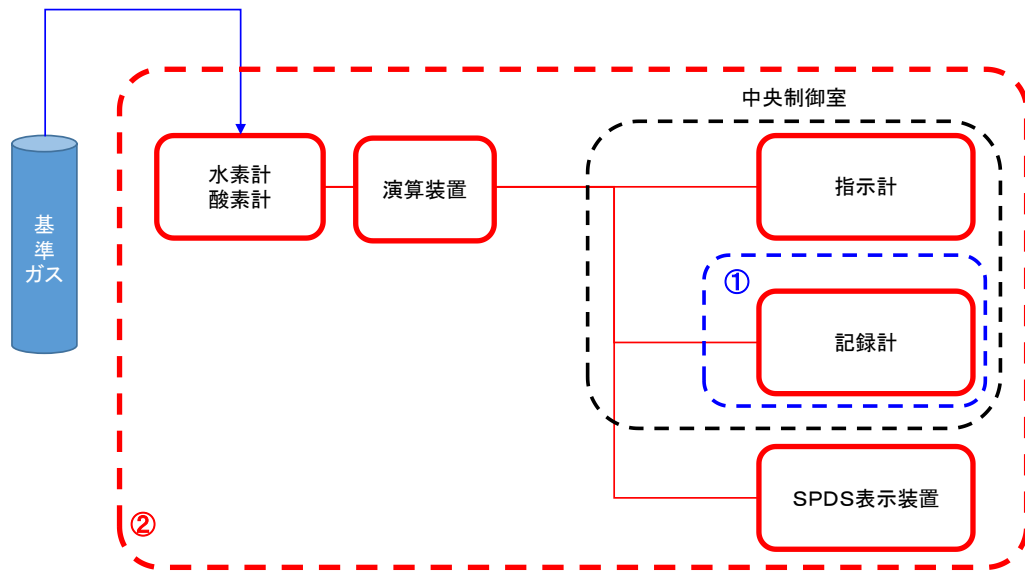 中央制御室
水素計
酸素計
演算装置
指示計
基
準
ガス
①
記録計
SPDS表示装置
②